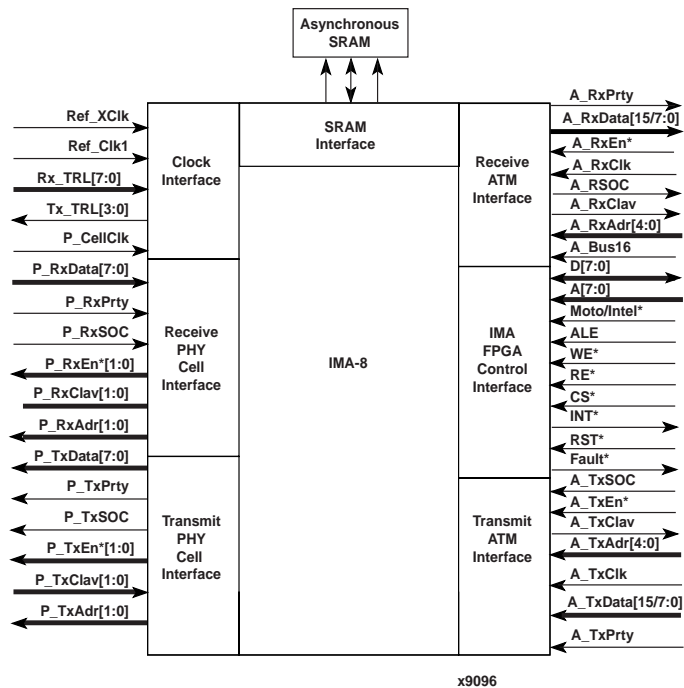 Asynchronous
SRAM
Ref_XClk
Ref_Clk1
Rx_TRL[7:0]
Tx_TRL[3:0]
P_CellClk
P_RxData[7:0]
P_RxPrty
P_RxSOC
P_RxEn*[1:0]
P_RxClav[1:0]
P_RxAdr[1:0]
P_TxData[7:0]
P_TxPrty
P_TxSOC
P_TxEn*[1:0]
P_TxClav[1:0]
P_TxAdr[1:0]
Clock
Interface
Receive
PHY
Cell
Interface
Transmit
PHY
Cell
Interface
SRAM
Interface
IMA-8
Receive
ATM
Interface
IMA
FPGA
Control
Interface
Transmit
ATM
Interface
A_RxPrty
A_RxData[15/7:0]
A_RxEn*
A_RxClk
A_RSOC
A_RxClav
A_RxAdr[4:0]
A_Bus16
D[7:0]
A[7:0]
Moto/Intel*
ALE
WE*
RE*
CS*
INT*
RST*
Fault*
A_TxSOC
A_TxEn*
A_TxClav
A_TxAdr[4:0]
A_TxClk
A_TxData[15/7:0]
A_TxPrty
x9096